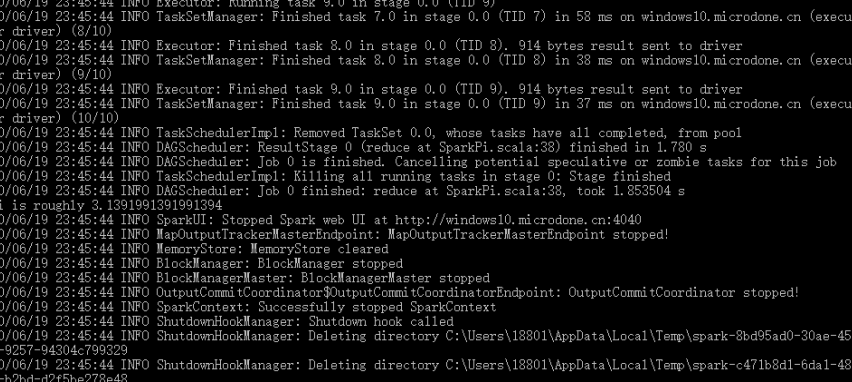 0/06/19 23:45:44 INFO Executor: Running task 9.0 in stage 0.0 (TID 9)
0/06/19 23:45:44 INFO TaskSetManager: Finished task 7.0 in stage 0.0 (TID 7) in 58 ms on windows10.microdone.cn (execu
r driver) (8/10)
0/06/19 23:45:44 INFO Executor: Finished task 8.0 in stage 0.0 (TID 8). 914 bytes result sent to driver
0/06/19 23:45:44 INFO TaskSetManager: Finished task 8.0 in stage 0.0 (TID 8) in 38 ms on windows10.microdone.cn (execu
r driver) (9/10)
0/06/19 23:45:44 INFO Executor: Finished task 9.0 in stage 0.0 (TID 9). 914 bytes result sent to driver
0/06/19 23:45:44 INFO TaskSetManager: Finished task 9.0 in stage 0.0 (TID 9) in 37 ms on windows10.microdone.cn (execu
r driver) (10/10)
0/06/19 23:45:44 INFO TaskSchedulerImpl: Removed TaskSet 0.0, whose tasks have all completed, from pool
0/06/19 23:45:44 INFO DAGScheduler: ResultStage 0 (reduce at SparkPi.scala:38) finished in 1.780 s
0/06/19 23:45:44 INFO DAGScheduler: Job 0 is finished. Cancelling potential speculative or zombie tasks for this job
0/06/19 23:45:44 INFO TaskSchedulerImpl: Killing all running tasks in stage 0: Stage finished
0/06/19 23:45:44 INFO DAGScheduler: Job 0 finished: reduce at SparkPi.scala:38, took 1.853504 s
i is roughly 3.1391991391991394
0/06/19 23:45:44 INFO SparkUI: Stopped Spark web UI at http://windows10.microdone.cn:4040
0/06/19 23:45:44 INFO MapOutputTrackerMasterEndpoint: MapOutputTrackerMasterEndpoint stopped!
0/06/19 23:45:44 INFO MemoryStore: MemoryStore cleared
0/06/19 23:45:44 INFO BlockManager: BlockManager stopped
0/06/19 23:45:44 INFO BlockManagerMaster: BlockManagerMaster stopped
0/06/19 23:45:44 INFO OutputCommitCoordinator$OutputCommitCoordinatorEndpoint: OutputCommitCoordinator stopped!
0/06/19 23:45:44 INFO SparkContext: Successfully stopped SparkContext
0/06/19 23:45:44 INFO ShutdownHookManager: Shutdown hook called
0/06/19 23:45:44 INFO ShutdownHookManager: Deleting directory C:\Users\18801\AppData\Local\Temp\spark-8bd95ad0-30ae-45
-9257-94304c799329
0/06/19 23:45:44 INFO ShutdownHookManager: Deleting directory C:\Users\18801\AppData\Local\Temp\spark-c471b8d1-6da1-48
-b2bd-d2f5be278e48